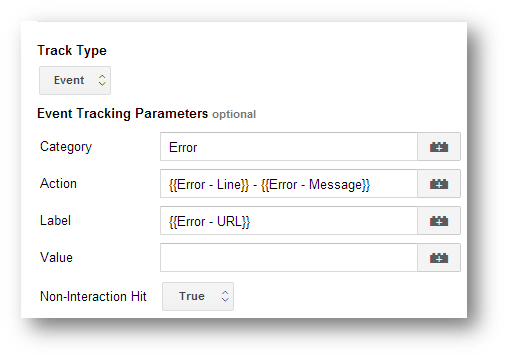 Track Type
Event
Event Tracking Parameters optional
Category Error
Action {{Error - Line}} - {{Error - Message}}
Label {{Error - URL}}
Value
Non-Interaction Hit True